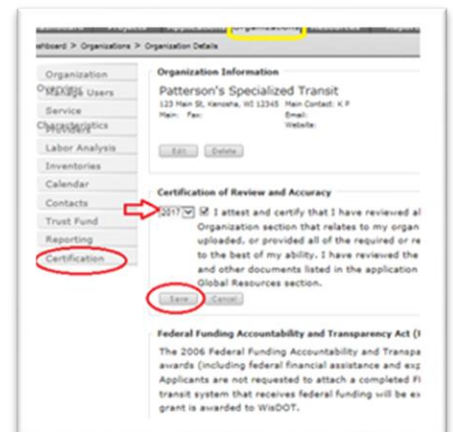 Organizations
Dashboard > Organizations > Organization Details
Organization
Overview
Manage Users
Service
Characteristics
Providers
Labor Analysis
Inventories
Calendar
Contacts
Trust Fund
Reporting
Certification
Organization Information
Patterson's Specialized Transit
123 Main St, Kenosha, WI 12345 Main Contact: K P
Main: Fax: Email:
Website:
Edit Delete
Certification of Review and Accuracy
2017 I attest and certify that I have reviewed al
Organization section that relates to my organ
uploaded, or provided all of the required or re
to the best of my ability. I have reviewed the
and other documents listed in the application
Global Resources section.
Save Cancel
Federal Funding Accountability and Transparency Act (
The 2006 Federal Funding Accountability and Transpa
awards (including federal financial assistance and exp
Applicants are not requested to attach a completed F
transit system that receives federal funding will be ex
grant is awarded to WisDOT.